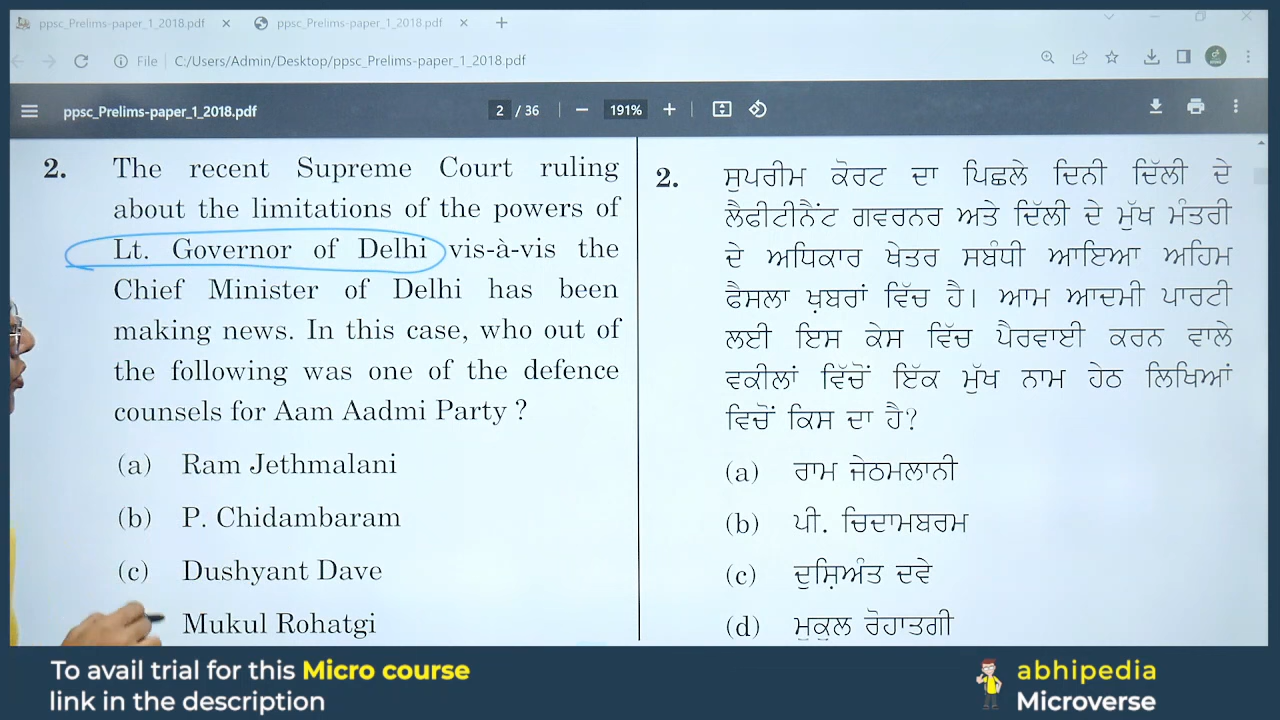 ppsc_Prelims-paper_1_2018.pdf
ppsc_Prelims-paper_1_2018.pdf
File
C:/Users/Admin/Desktop/ppsc_Prelims-paper_1_2018.pdf
ppsc_Prelims-paper_1_2018.pdf
2 / 36
191%
2. The recent Supreme Court ruling
about the limitations of the powers of
Lt. Governor of Delhi vis-à-vis the
Chief Minister of Delhi has been
making news. In this case, who out of
the following was one of the defence
counsels for Aam Aadmi Party ?
(a) Ram Jethmalani
(b) P. Chidambaram
(c) Dushyant Dave
Mukul Rohatgi
2. ਸੁਪਰੀਮ ਕੋਰਟ ਦਾ ਪਿਛਲੇ ਦਿਨੀ ਦਿੱਲੀ ਦੇ
ਲੈਫੀਟੀਨੈਂਟ ਗਵਰਨਰ ਅਤੇ ਦਿੱਲੀ ਦੇ ਮੁੱਖ ਮੰਤਰੀ
ਦੇ ਅਧਿਕਾਰ ਖੇਤਰ ਸਬੰਧੀ ਆਇਆ ਅਹਿਮ
ਫੈਸਲਾ ਖ਼ਬਰਾਂ ਵਿੱਚ ਹੈ। ਆਮ ਆਦਮੀ ਪਾਰਟੀ
ਲਈ ਇਸ ਕੇਸ ਵਿੱਚ ਪੈਰਵਾਈ ਕਰਨ ਵਾਲੇ
ਵਕੀਲਾਂ ਵਿੱਚੋਂ ਇੱਕ ਮੁੱਖ ਨਾਮ ਹੇਠ ਲਿਖਿਆਂ
ਵਿਚੋਂ ਕਿਸ ਦਾ ਹੈ?
(a) ਰਾਮ ਜੇਠਮਲਾਨੀ
(b) ਪੀ. ਚਿਦਾਮਬਰਮ
(c) ਦੁਸ਼ਿਅੰਤ ਦਵੇ
(d) ਮੁਕੁਲ ਰੋਹਾਤਗੀ
To avail trial for this Micro course
link in the description
abhipedia
Microverse